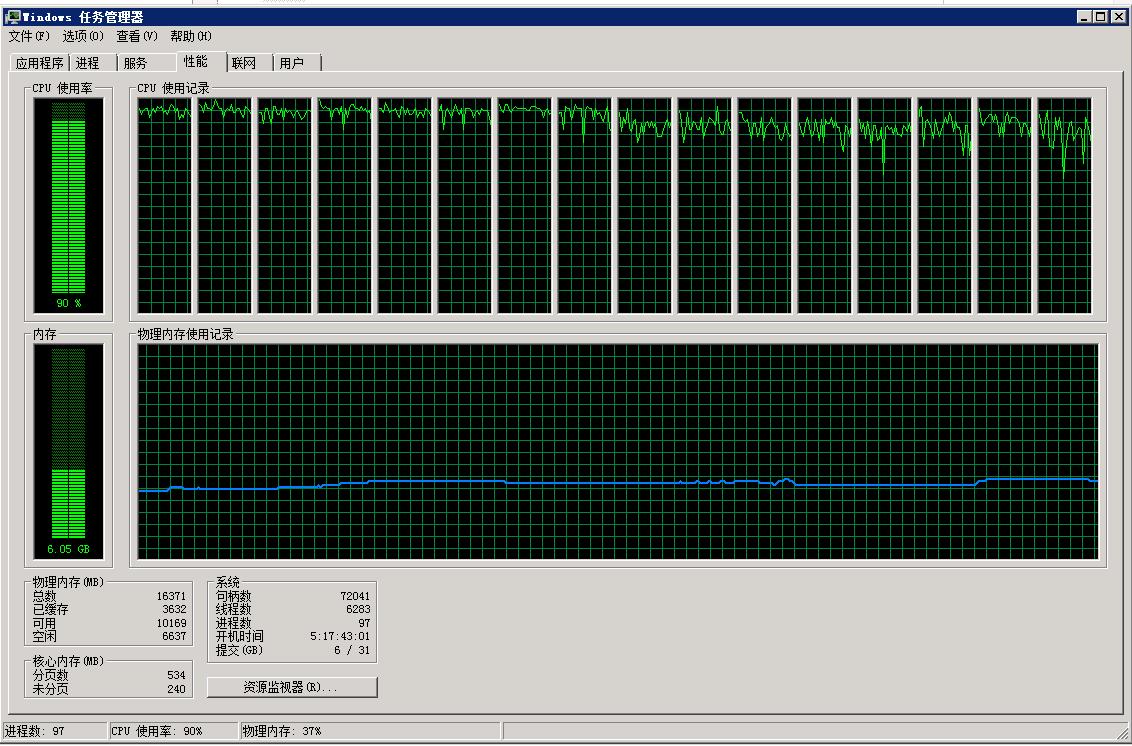 Windows 任务管理器
文件(F) 选项(O) 查看(V) 帮助(H)
应用程序 进程 服务 性能 联网 用户
CPU 使用率 CPU 使用记录
90 %
内存 物理内存使用记录
6.05 GB
物理内存(MB)
总数 16371
已缓存 3632
可用 10169
空闲 6637
核心内存(MB)
分页数 534
未分页 240
系统
句柄数 72041
线程数 6283
进程数 97
开机时间 5:17:43:01
提交(GB) 6 / 31
资源监视器(R)...
进程数: 97 CPU 使用率: 90% 物理内存: 37%